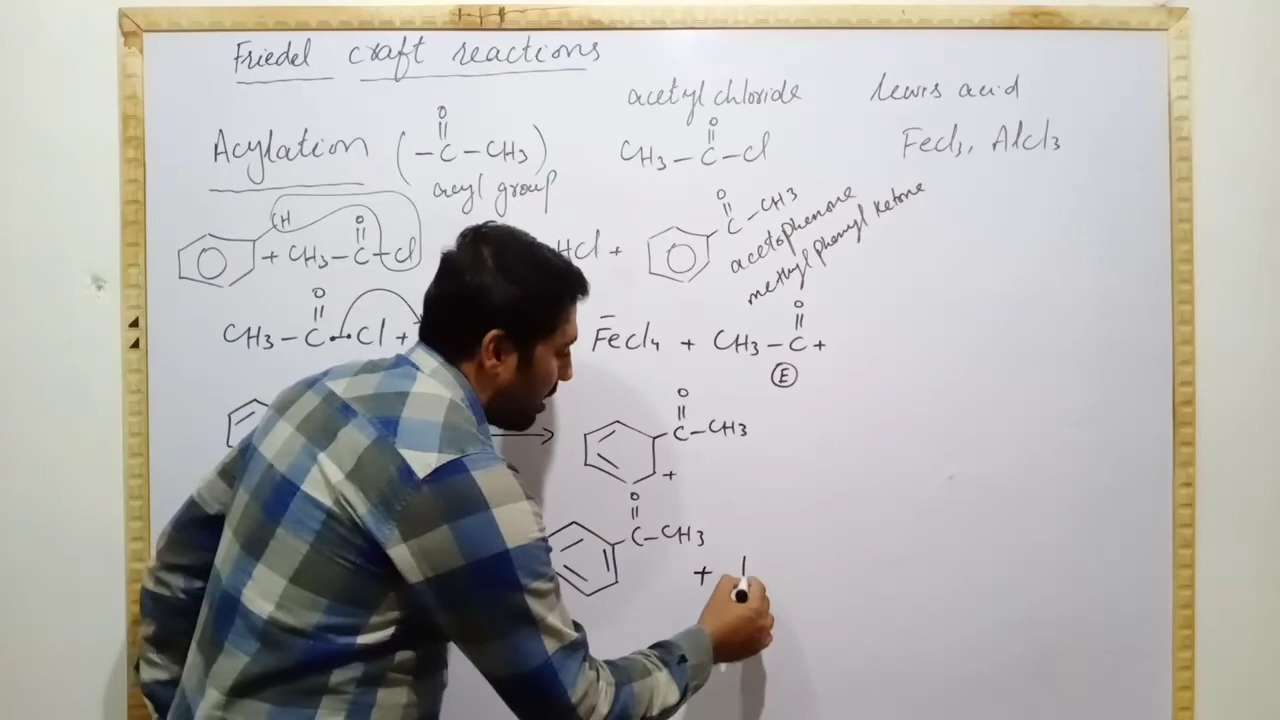 Friedel craft reactions
acetyl chloride
Lewis acid
O
Acylation ( – C – CH3 )
acyl group
O
CH3 – C – Cl
FeCl3, AlCl3
H
O
+ CH3 – C – Cl
HCl +
O
C – CH3
acetophenone
methyl phenyl ketone
O
CH3 – C – Cl +
FeCl4 + CH3 – C +
–
O
E
O
C – CH3
+
O
C – CH3
+